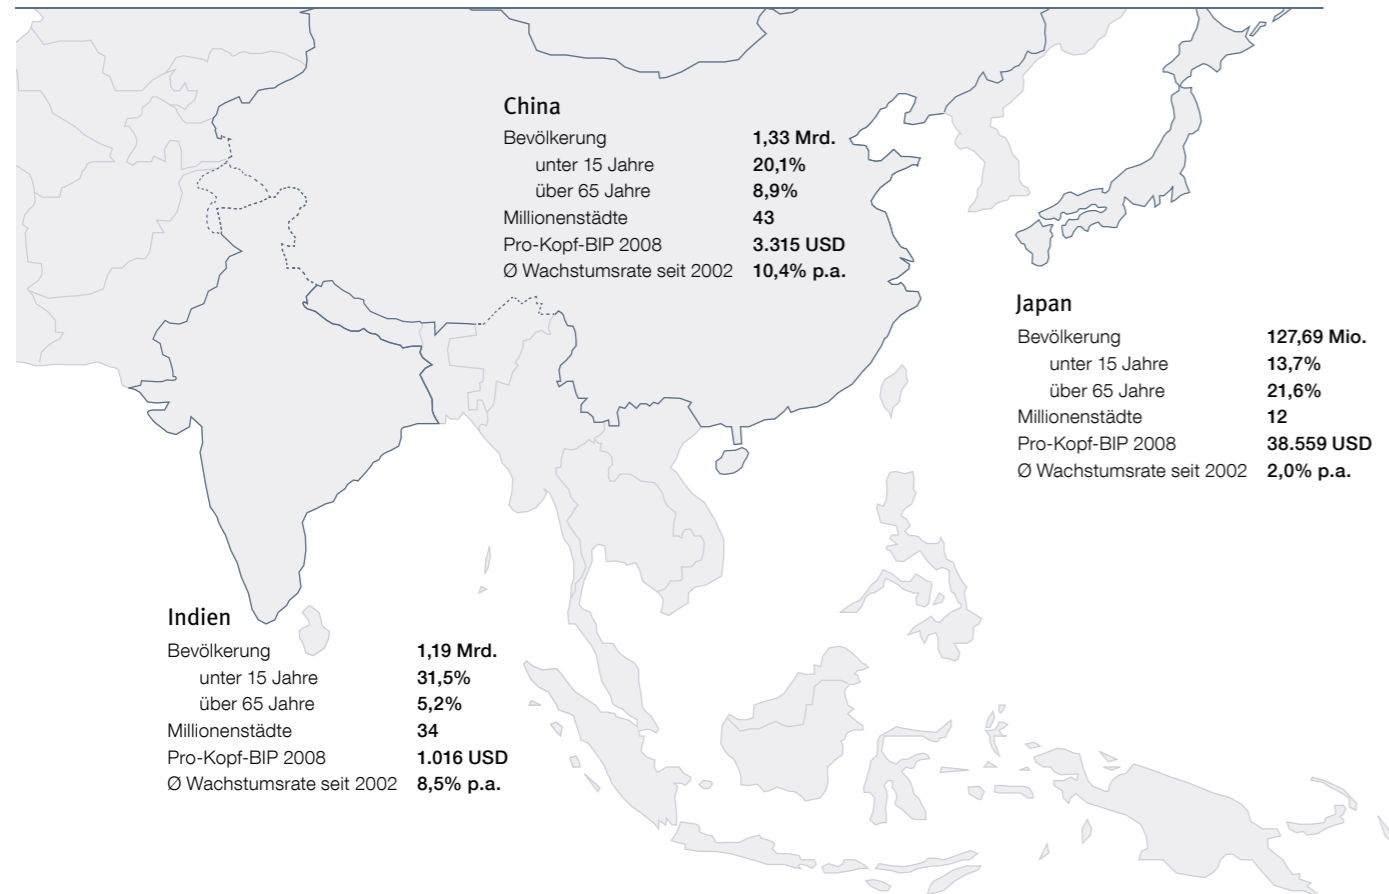 China
Bevölkerung 1,33 Mrd.
unter 15 Jahre 20,1%
über 65 Jahre 8,9%
Millionenstädte 43
Pro-Kopf-BIP 2008 3.315 USD
Ø Wachstumsrate seit 2002 10,4% p.a.
Japan
Bevölkerung 127,69 Mio.
unter 15 Jahre 13,7%
über 65 Jahre 21,6%
Millionenstädte 12
Pro-Kopf-BIP 2008 38.559 USD
Ø Wachstumsrate seit 2002 2,0% p.a.
Indien
Bevölkerung 1,19 Mrd.
unter 15 Jahre 31,5%
über 65 Jahre 5,2%
Millionenstädte 34
Pro-Kopf-BIP 2008 1.016 USD
Ø Wachstumsrate seit 2002 8,5% p.a.